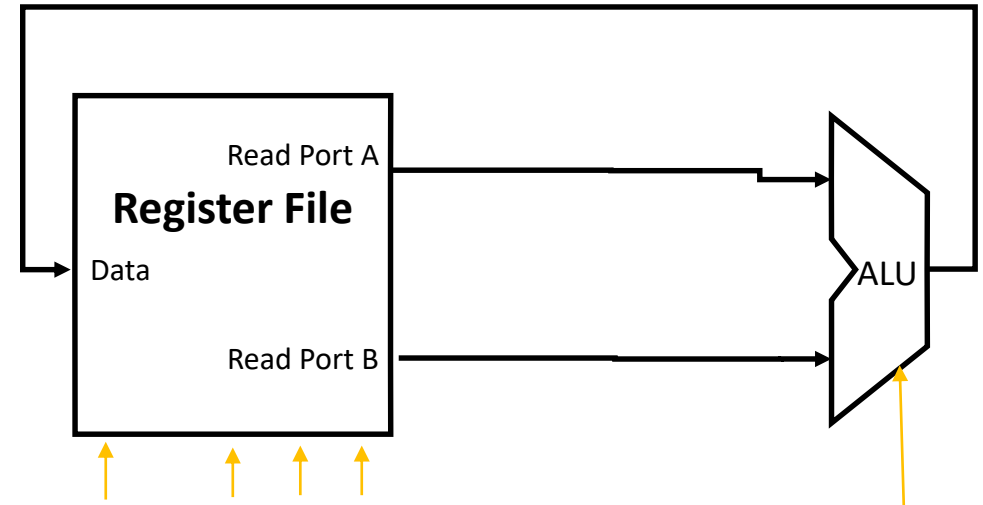 Read Port A
Register File
Data
ALU
Read Port B